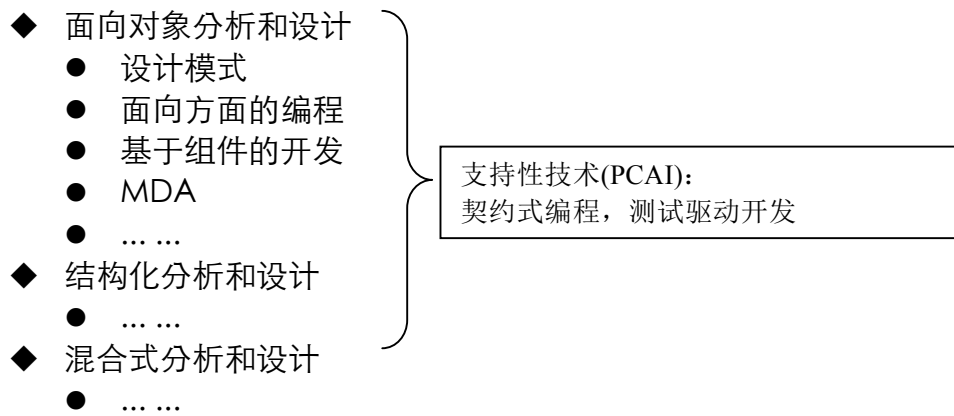 ◆ 面向对象分析和设计
● 设计模式
● 面向方面的编程
● 基于组件的开发
● MDA
● ... ...
支持性技术(PCAI)：
契约式编程，测试驱动开发
◆ 结构化分析和设计
● ... ...
◆ 混合式分析和设计
● ... ...